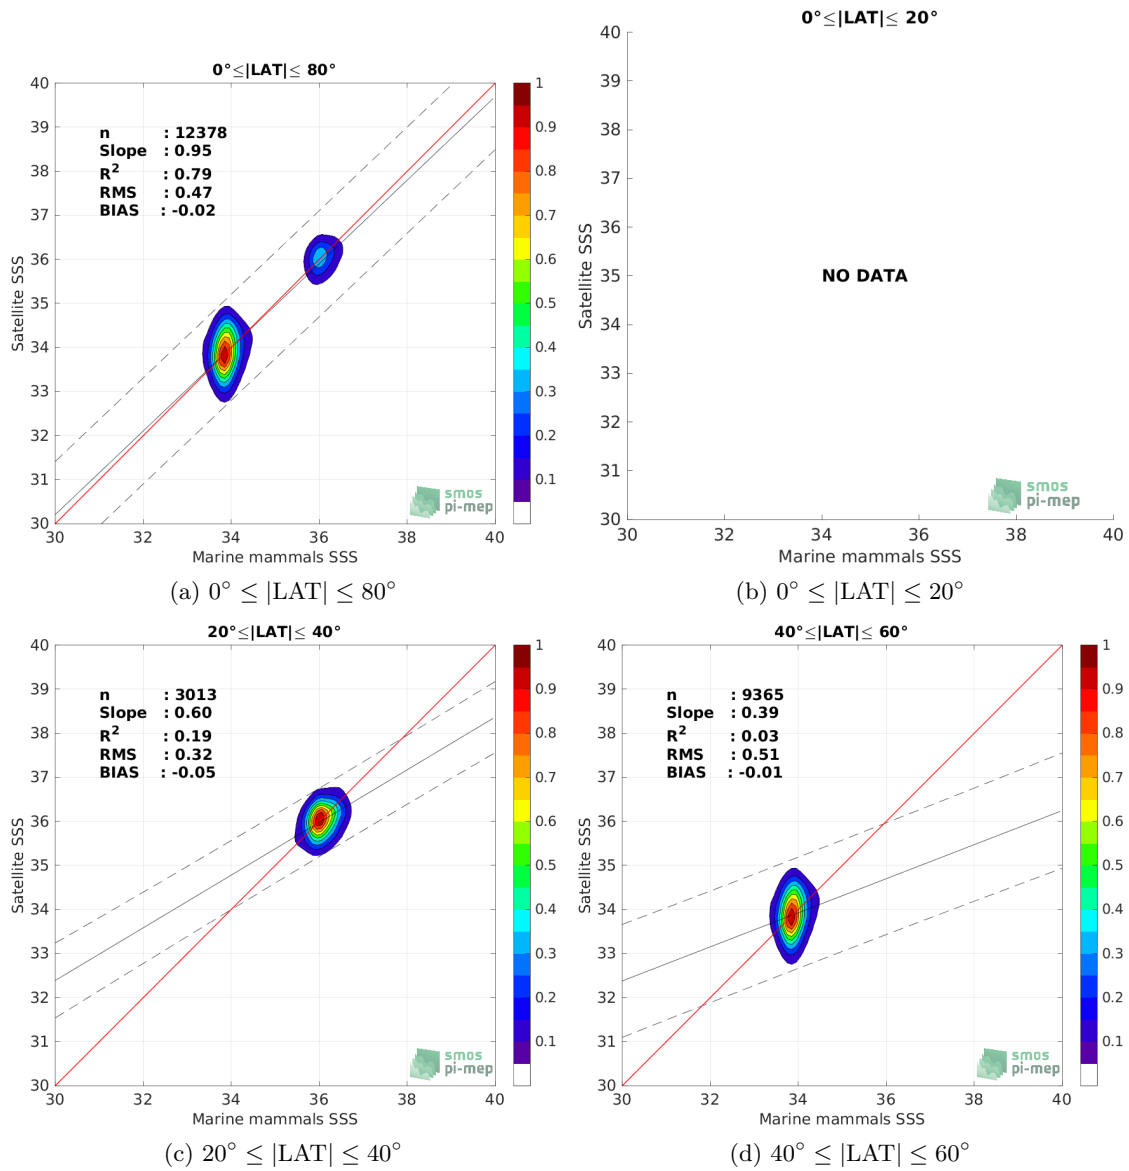 0°≤|LAT|≤ 80°
40
39
38
37
36
35
34
33
32
31
30
30
32
34
36
38
40
Satellite SSS
Marine mammals SSS
n : 12378
Slope : 0.95
R² : 0.79
RMS : 0.47
BIAS : -0.02
1
0.9
0.8
0.7
0.6
0.5
0.4
0.3
0.2
0.1
smos
pi-mep
(a) 0° ≤ |LAT| ≤ 80°
0°≤|LAT|≤ 20°
40
39
38
37
36
35
34
33
32
31
30
30
32
34
36
38
40
Satellite SSS
Marine mammals SSS
NO DATA
smos
pi-mep
(b) 0° ≤ |LAT| ≤ 20°
20°≤|LAT|≤ 40°
40
39
38
37
36
35
34
33
32
31
30
30
32
34
36
38
40
Satellite SSS
Marine mammals SSS
n : 3013
Slope : 0.60
R² : 0.19
RMS : 0.32
BIAS : -0.05
1
0.9
0.8
0.7
0.6
0.5
0.4
0.3
0.2
0.1
smos
pi-mep
(c) 20° ≤ |LAT| ≤ 40°
40°≤|LAT|≤ 60°
40
39
38
37
36
35
34
33
32
31
30
30
32
34
36
38
40
Satellite SSS
Marine mammals SSS
n : 9365
Slope : 0.39
R² : 0.03
RMS : 0.51
BIAS : -0.01
1
0.9
0.8
0.7
0.6
0.5
0.4
0.3
0.2
0.1
smos
pi-mep
(d) 40° ≤ |LAT| ≤ 60°